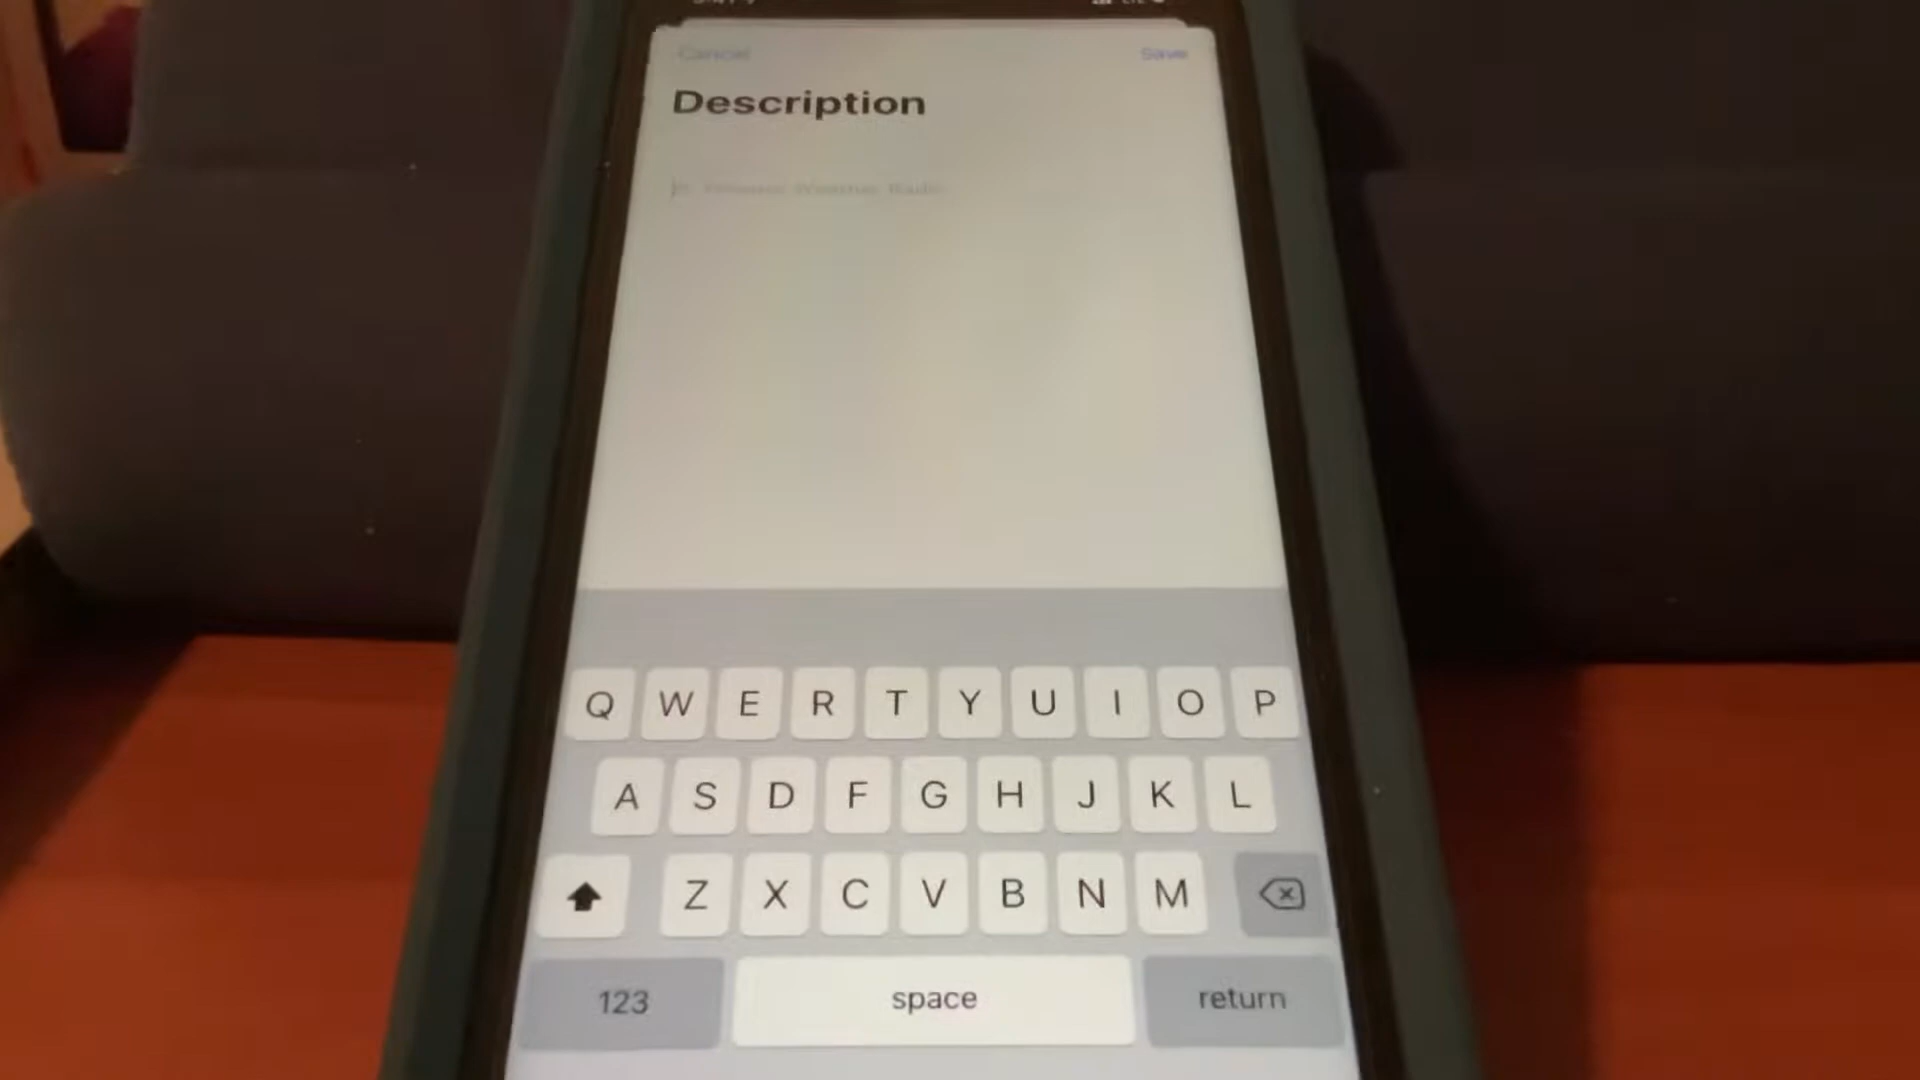 Cancel
Save
Description
Q W E R T Y U I O P
A S D F G H J K L
Z X C V B N M
123 space return